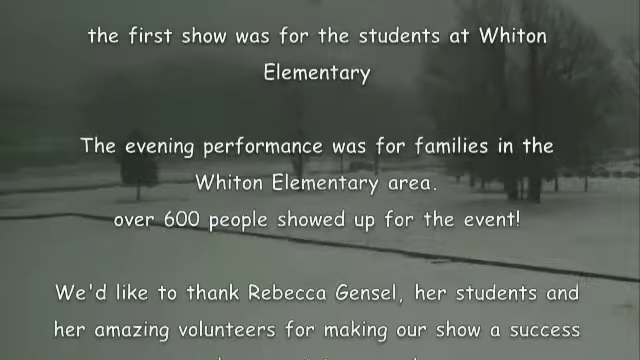 the first show was for the students at Whiton
Elementary
The evening performance was for families in the
Whiton Elementary area.
over 600 people showed up for the event!
We'd like to thank Rebecca Gensel, her students and
her amazing volunteers for making our show a success